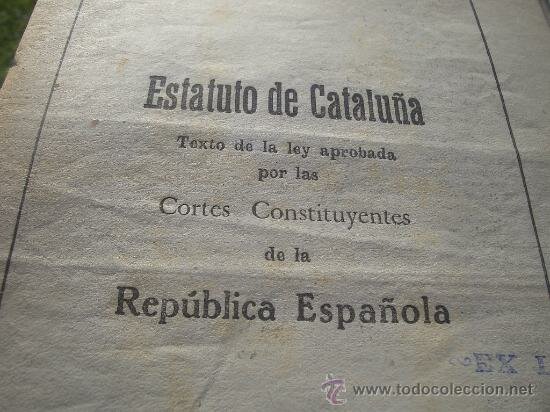 Estatuto de Cataluña
Texto de la ley aprobada
por las
Cortes Constituyentes
de la
República Española
EX
www.todocoleccion.net